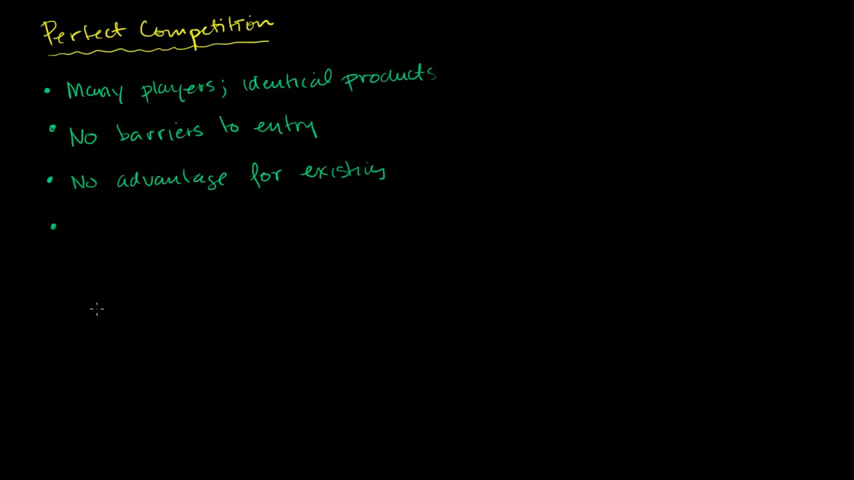 Perfect Competition
• Many players; identical products
• No barriers to entry
• No advantage for existing
•